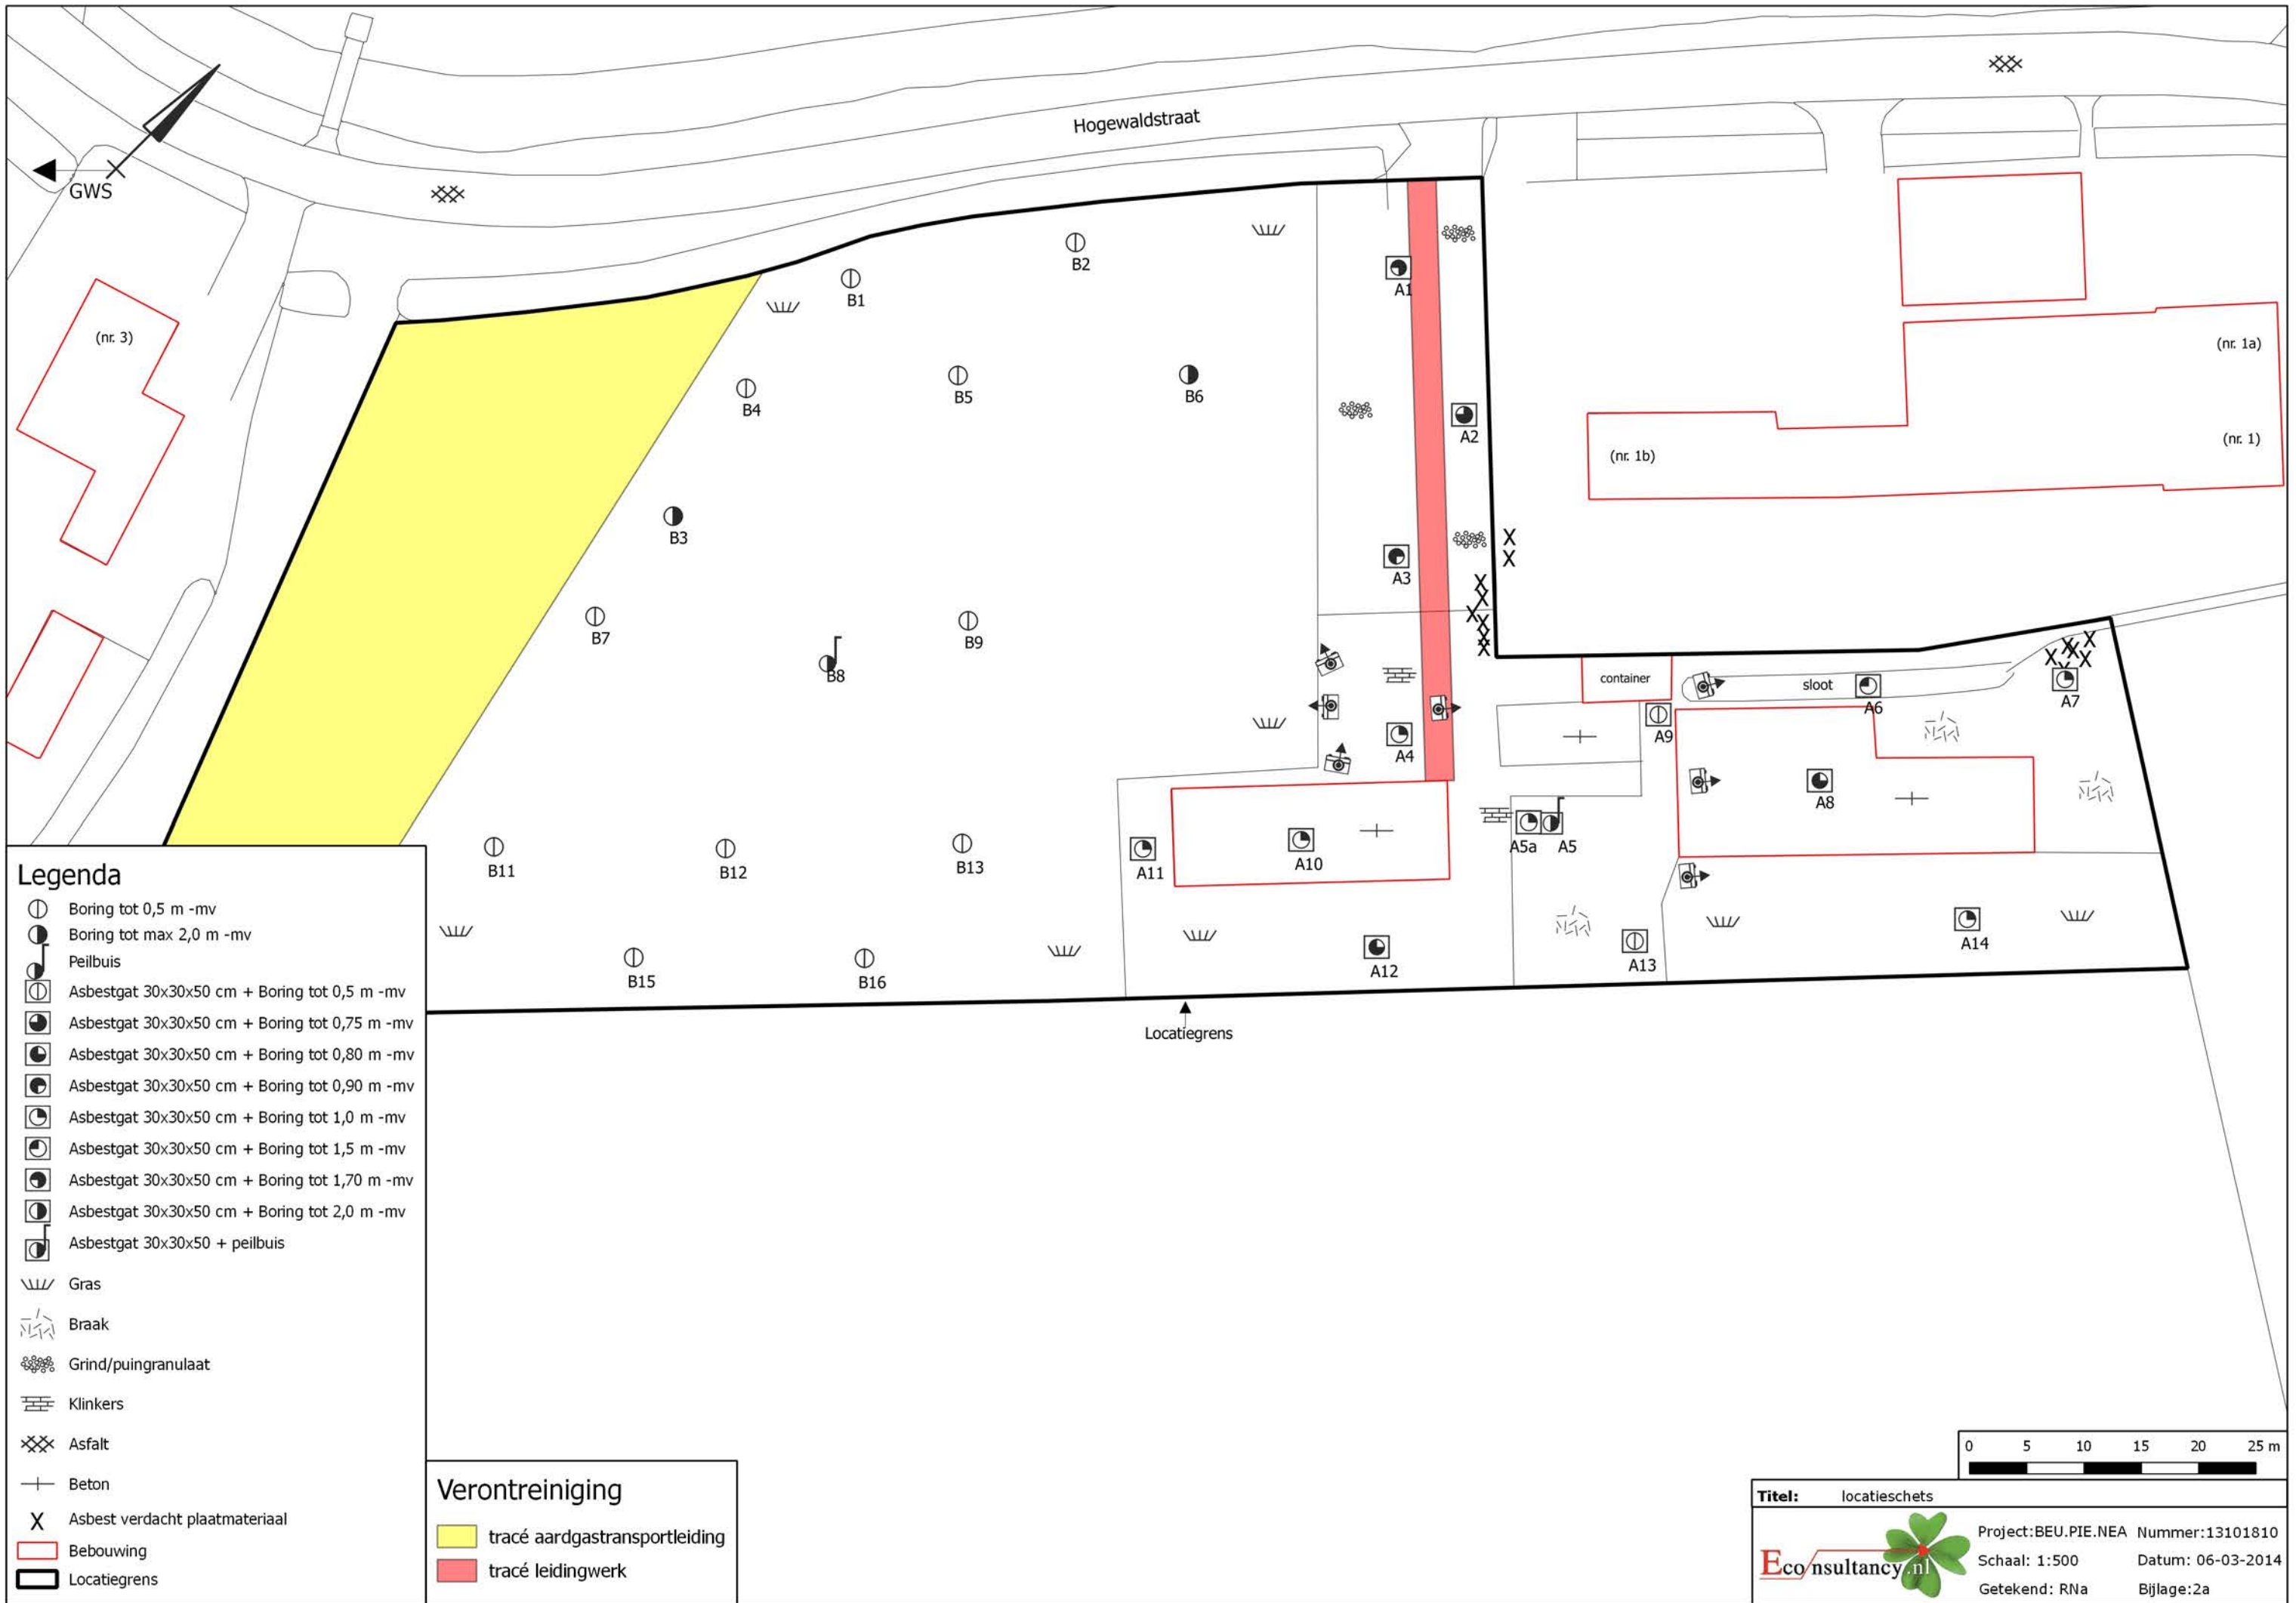 Hogewaldstraat
GWS
(nr. 3)
B2
B1
A1
(nr. 1a)
B4
B5
B6
A2
(nr. 1)
(nr. 1b)
B3
A3
B7
B9
B8
container
sloot
A6
A7
A9
A4
A8
A5a
A5
B11
B12
B13
A11
A10
B15
B16
A12
A13
A14
Locatiegrens
Legenda
Boring tot 0,5 m -mv
Boring tot max 2,0 m -mv
Peilbuis
Asbestgat 30x30x50 cm + Boring tot 0,5 m -mv
Asbestgat 30x30x50 cm + Boring tot 0,75 m -mv
Asbestgat 30x30x50 cm + Boring tot 0,80 m -mv
Asbestgat 30x30x50 cm + Boring tot 0,90 m -mv
Asbestgat 30x30x50 cm + Boring tot 1,0 m -mv
Asbestgat 30x30x50 cm + Boring tot 1,5 m -mv
Asbestgat 30x30x50 cm + Boring tot 1,70 m -mv
Asbestgat 30x30x50 cm + Boring tot 2,0 m -mv
Asbestgat 30x30x50 + peilbuis
Gras
Braak
Grind/puingranulaat
Klinkers
Asfalt
Beton
X Asbest verdacht plaatmateriaal
Bebouwing
Locatiegrens
Verontreiniging
tracé aardgastransportleiding
tracé leidingwerk
0 5 10 15 20 25 m
Titel: locatieschets
Econsultancy.nl
Project:BEU.PIE.NEA Nummer:13101810
Schaal: 1:500 Datum: 06-03-2014
Getekend: RNa Bijlage:2a